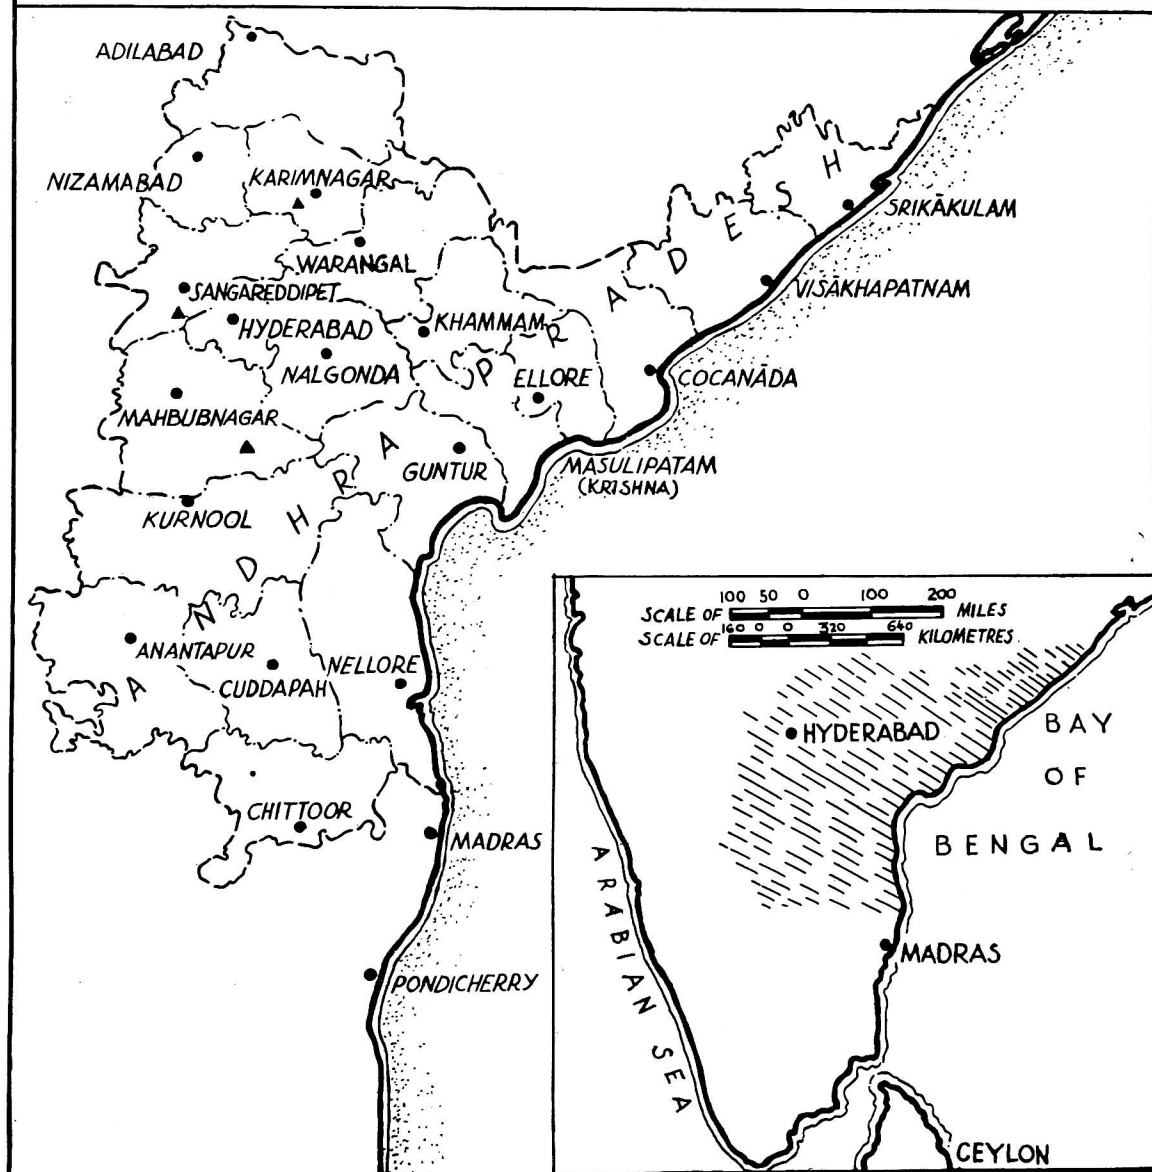 ADILABAD
NIZAMABAD
KARIMNAGAR
WARANGAL
SANGAREDDIPET
HYDERABAD
KHAMMAM
NALGONDA
ELLORE
MAHBUBNAGAR
GUNTUR
KURNOOL
ANANTAPUR
CUDDAPAH
NELLORE
CHITTOOR
MADRAS
PONDICHERRY
SRIKĀKULAM
VISĀKHAPATNAM
COCANĀDA
MASULIPATAM
(KRISHNA)
ANDHRA PRADESH
100 50 0 100 200
SCALE OF MILES
160 0 0 320 640
SCALE OF KILOMETRES.
HYDERABAD
BAY
OF
BENGAL
ARABIAN SEA
MADRAS
CEYLON